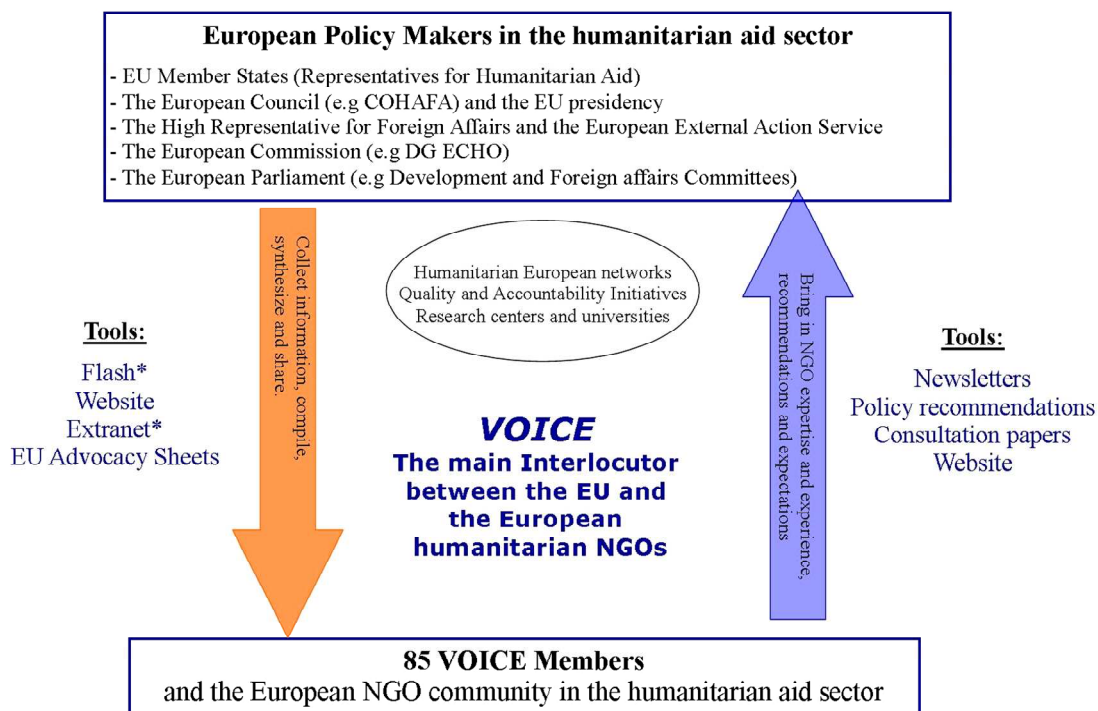 European Policy Makers in the humanitarian aid sector
- EU Member States (Representatives for Humanitarian Aid)
- The European Council (e.g COHAFA) and the EU presidency
- The High Representative for Foreign Affairs and the European External Action Service
- The European Commission (e.g DG ECHO)
- The European Parliament (e.g Development and Foreign affairs Committees)
Tools:
Flash*
Website
Extranet*
EU Advocacy Sheets
Collect information, compile,
synthesize and share.
Humanitarian European networks
Quality and Accountability Initiatives
Research centers and universities
VOICE
The main Interlocutor
between the EU and
the European
humanitarian NGOs
Bring in NGO expertise and experience,
recommendations and expectations
Tools:
Newsletters
Policy recommendations
Consultation papers
Website
85 VOICE Members
and the European NGO community in the humanitarian aid sector